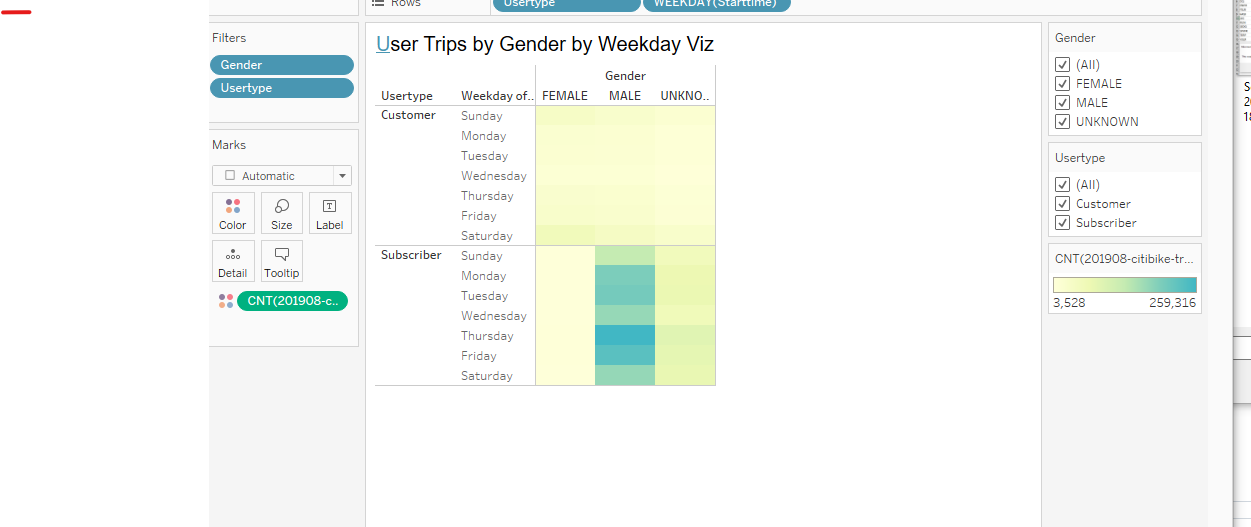 Rows Usertype WEEKDAY(Starttime)
Filters
Gender
Usertype
Marks
Automatic
Color Size Label
Detail Tooltip
CNT(201908-c..
User Trips by Gender by Weekday Viz
Gender
Usertype Weekday of.. FEMALE MALE UNKNO..
Customer Sunday
Monday
Tuesday
Wednesday
Thursday
Friday
Saturday
Subscriber Sunday
Monday
Tuesday
Wednesday
Thursday
Friday
Saturday
Gender
(All)
FEMALE
MALE
UNKNOWN
Usertype
(All)
Customer
Subscriber
CNT(201908-citibike-tr...
3,528 259,316